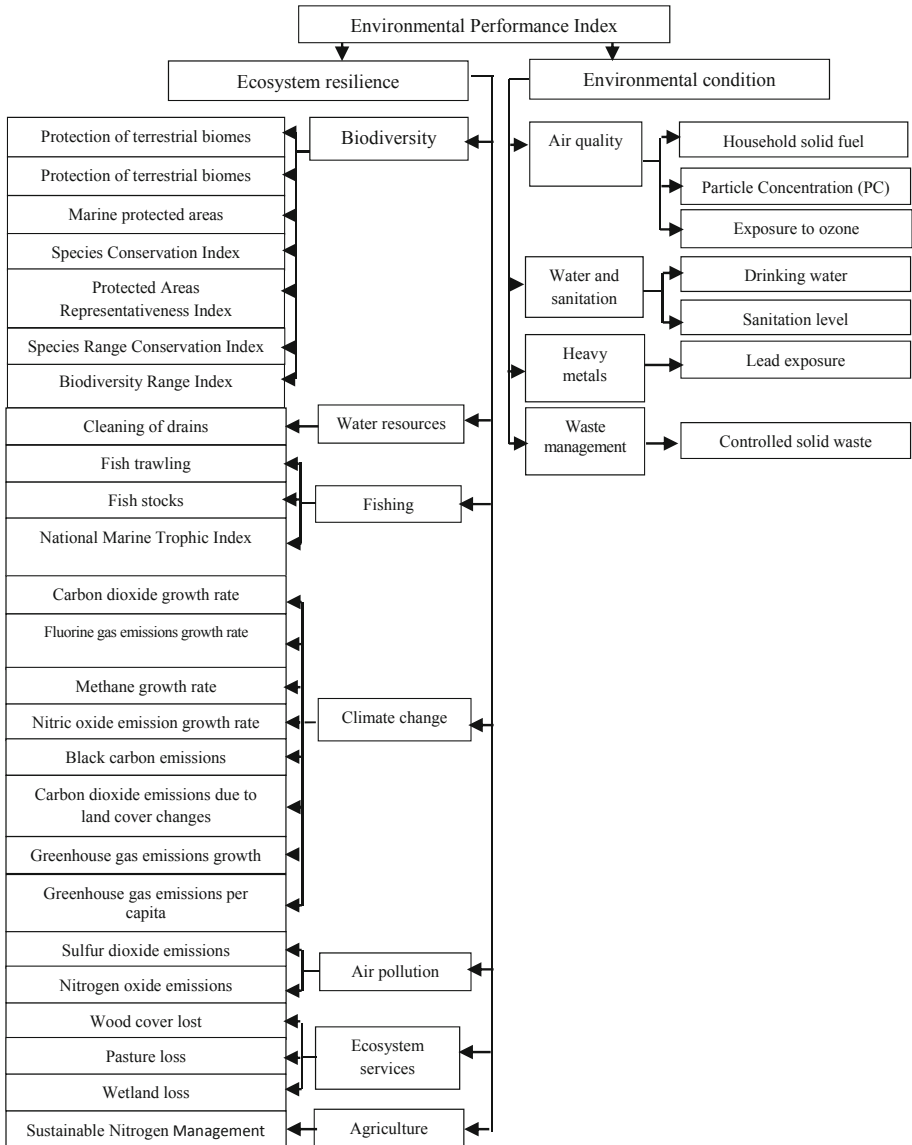 Environmental Performance Index
Ecosystem resilience
Environmental condition
Biodiversity
Protection of terrestrial biomes
Protection of terrestrial biomes
Marine protected areas
Species Conservation Index
Protected Areas
Representativeness Index
Species Range Conservation Index
Biodiversity Range Index
Water resources
Cleaning of drains
Fishing
Fish trawling
Fish stocks
National Marine Trophic Index
Climate change
Carbon dioxide growth rate
Fluorine gas emissions growth rate
Methane growth rate
Nitric oxide emission growth rate
Black carbon emissions
Carbon dioxide emissions due to
land cover changes
Greenhouse gas emissions growth
Greenhouse gas emissions per
capita
Air pollution
Sulfur dioxide emissions
Nitrogen oxide emissions
Ecosystem
services
Wood cover lost
Pasture loss
Wetland loss
Agriculture
Sustainable Nitrogen Management
Air quality
Household solid fuel
Particle Concentration (PC)
Exposure to ozone
Water and
sanitation
Drinking water
Sanitation level
Heavy
metals
Lead exposure
Waste
management
Controlled solid waste